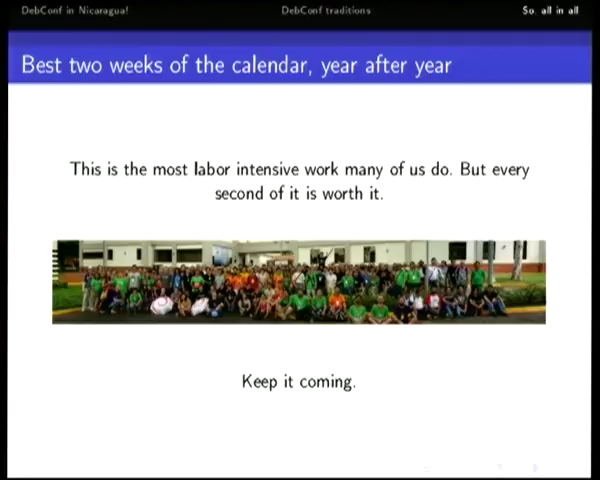 DebConf in Nicaragua!
DebConf traditions
So, all in all
Best two weeks of the calendar, year after year
This is the most labor intensive work many of us do. But every
second of it is worth it.
Keep it coming.